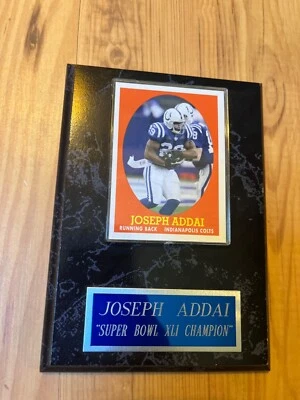 JOSEPH ADDAI
RUNNING BACK INDIANAPOLIS COLTS
JOSEPH ADDAI
"SUPER BOWL XLI CHAMPION"